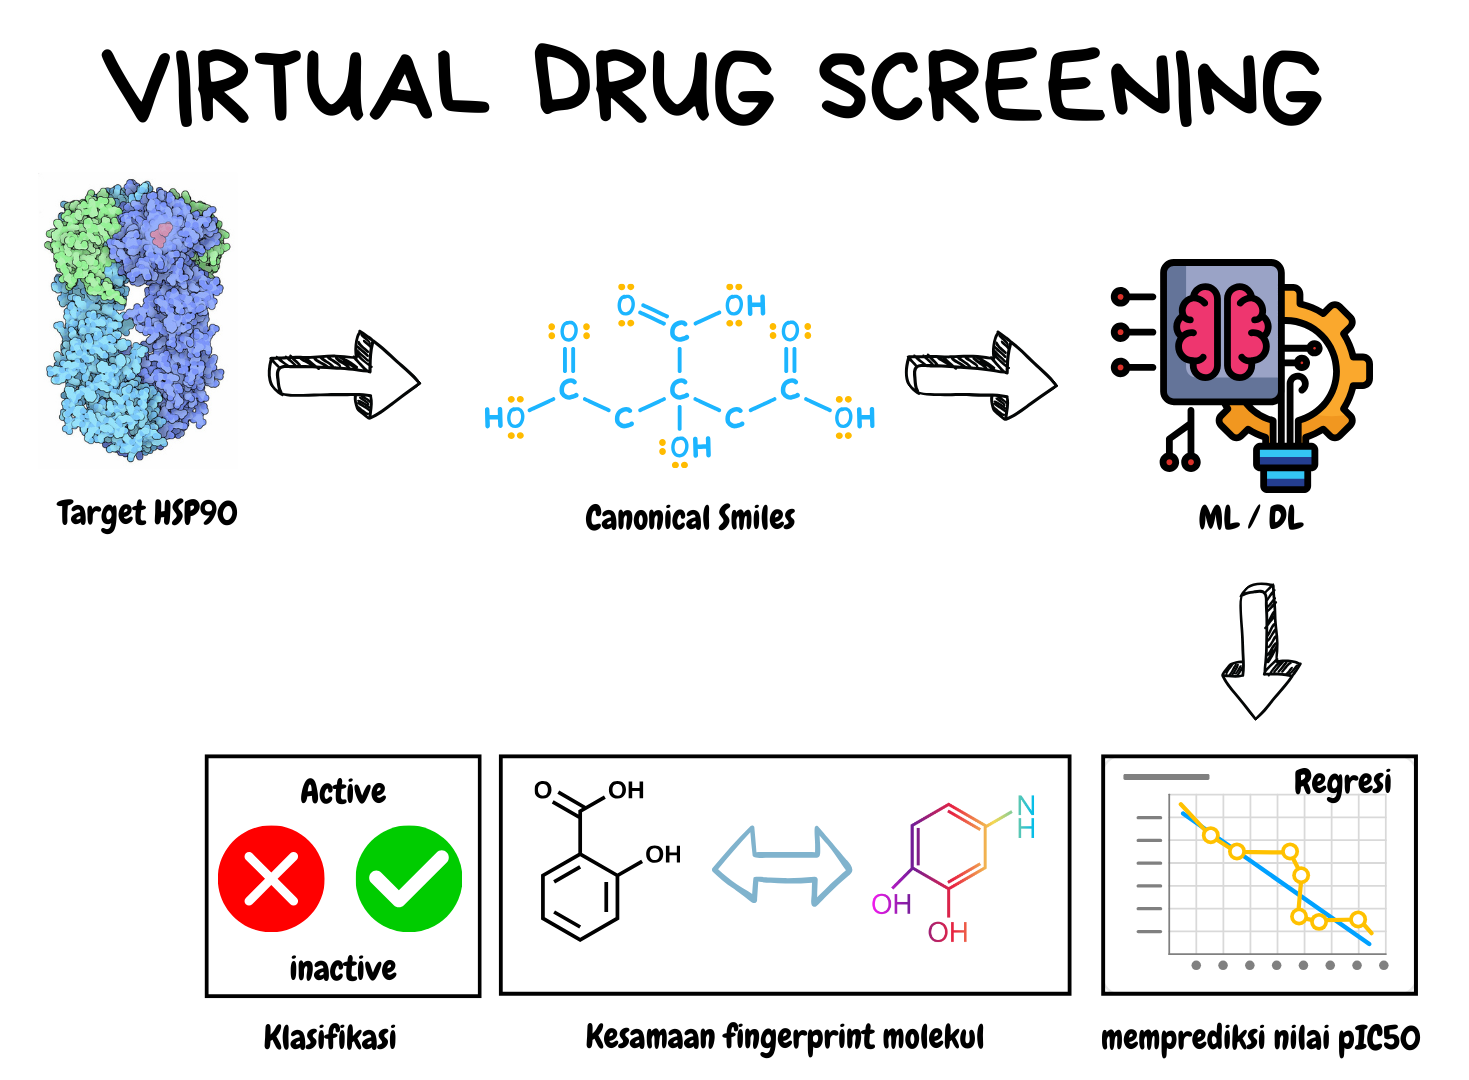 VIRTUAL DRUG SCREENING
Target HSP90
O
O
OH
O
C
C
C
C
C
C
HO
OH
OH
Canonical Smiles
ML / DL
Active
inactive
Klasifikasi
O
OH
OH
N
H
OH
OH
Kesamaan fingerprint molekul
Regresi
memprediksi nilai pIC50